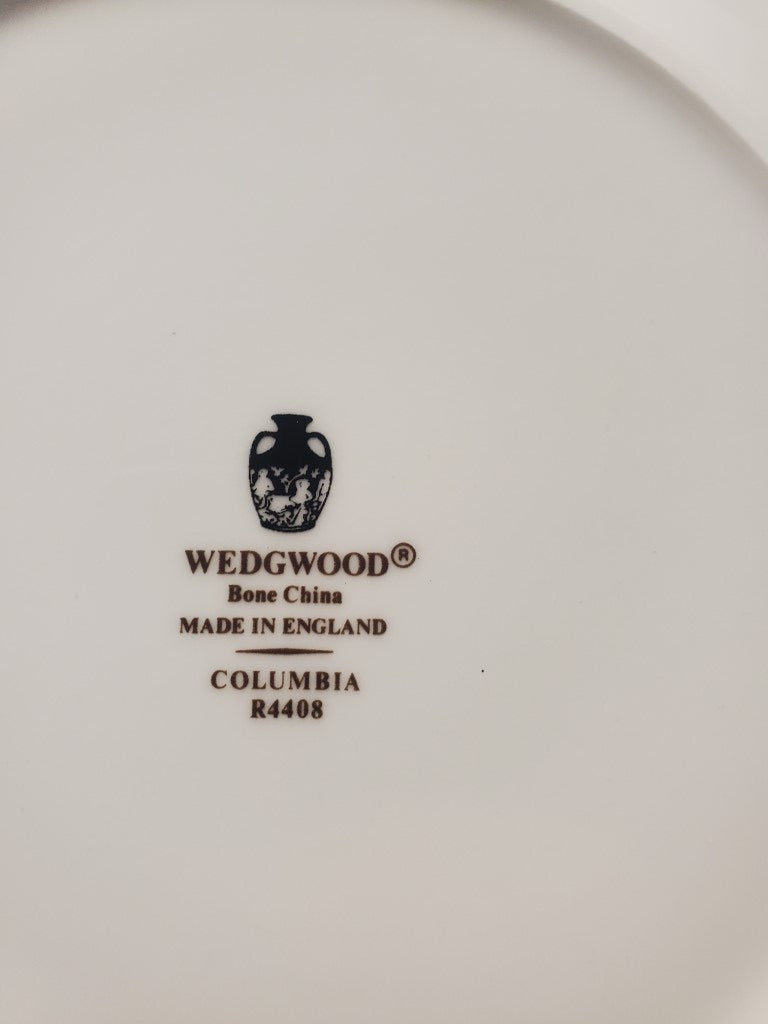 WEDGWOOD®
Bone China
MADE IN ENGLAND
COLUMBIA
R4408